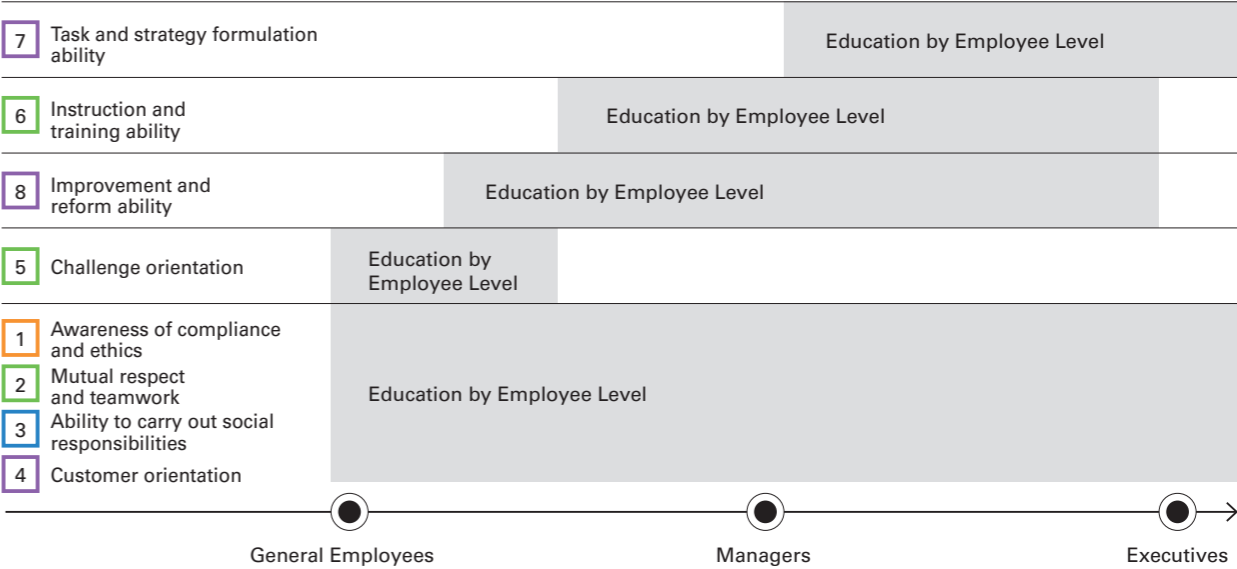 7
Task and strategy formulation
ability
Education by Employee Level
6
Instruction and
training ability
Education by Employee Level
8
Improvement and
reform ability
Education by Employee Level
5
Challenge orientation
Education by
Employee Level
1
Awareness of compliance
and ethics
2
Mutual respect
and teamwork
3
Ability to carry out social
responsibilities
4
Customer orientation
Education by Employee Level
General Employees
Managers
Executives